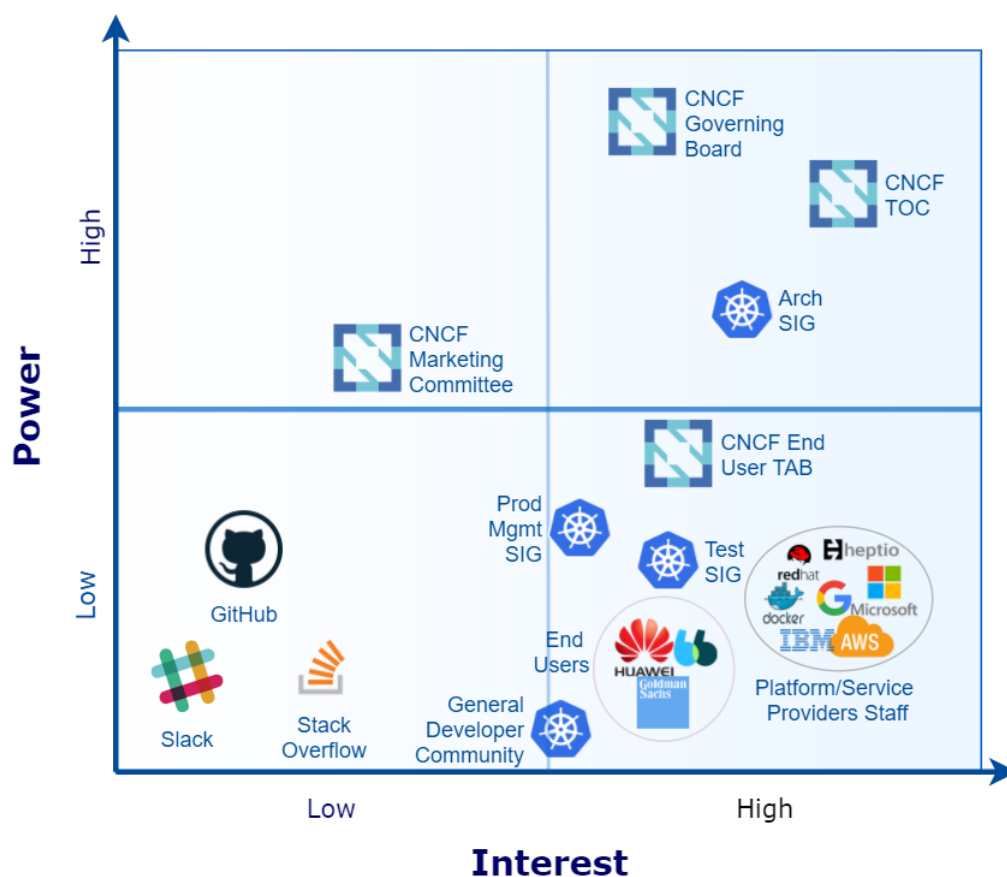 CNCF
Governing
Board
CNCF
TOC
High
Arch
SIG
CNCF
Marketing
Committee
Power
CNCF End
User TAB
Prod
Mgmt
SIG
Test
SIG
heptio
redhat
docker
Microsoft
IBM
AWS
Low
GitHub
End
Users
HUAWEI
Goldman
Sachs
Platform/Service
Providers Staff
General
Developer
Community
Slack
Stack
Overflow
Low
High
Interest